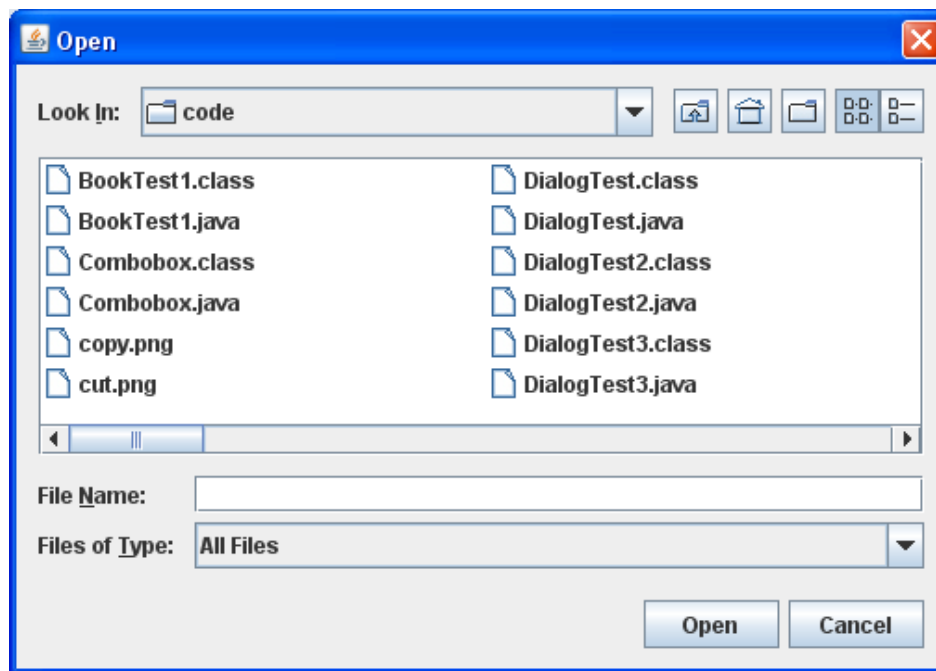 Open
Look In: code
BookTest1.class
BookTest1.java
Combobox.class
Combobox.java
copy.png
cut.png
DialogTest.class
DialogTest.java
DialogTest2.class
DialogTest2.java
DialogTest3.class
DialogTest3.java
File Name:
Files of Type: All Files
Open Cancel